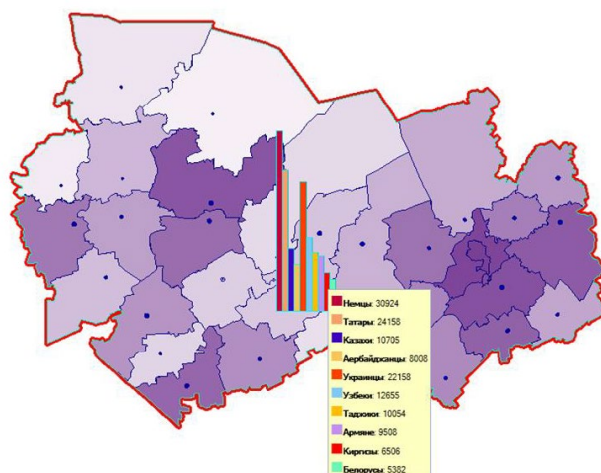 Немцы: 30924
Татары: 24158
Казахи: 10705
Аербайджанцы: 8008
Украинцы: 22158
Узбеки: 12655
Таджики: 10054
Армяне: 9508
Киргизы: 6506
Белорусы: 5382